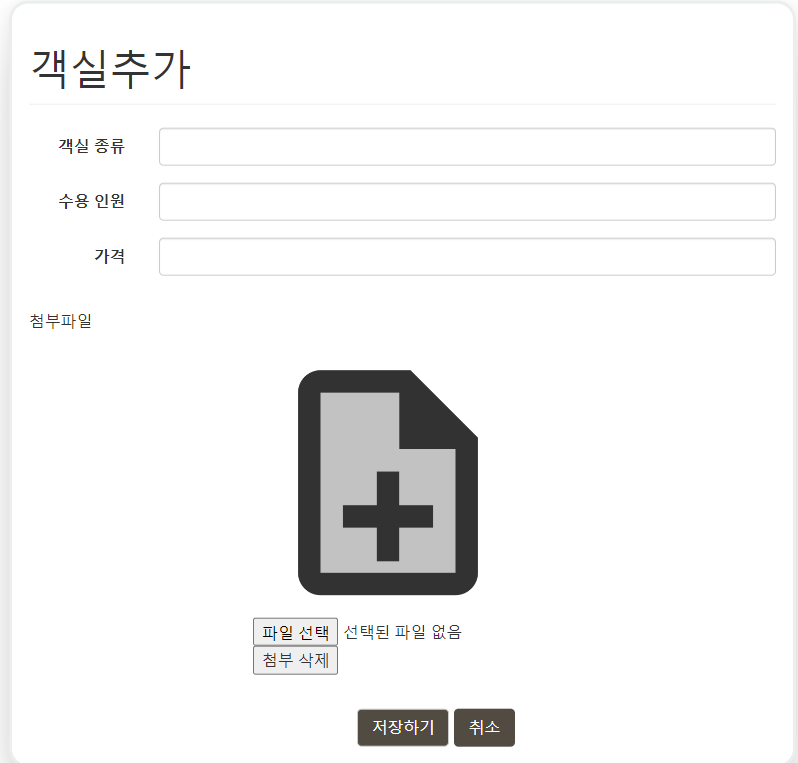 객실추가
객실 종류
수용 인원
가격
첨부파일
파일 선택 선택된 파일 없음
첨부 삭제
저장하기 취소